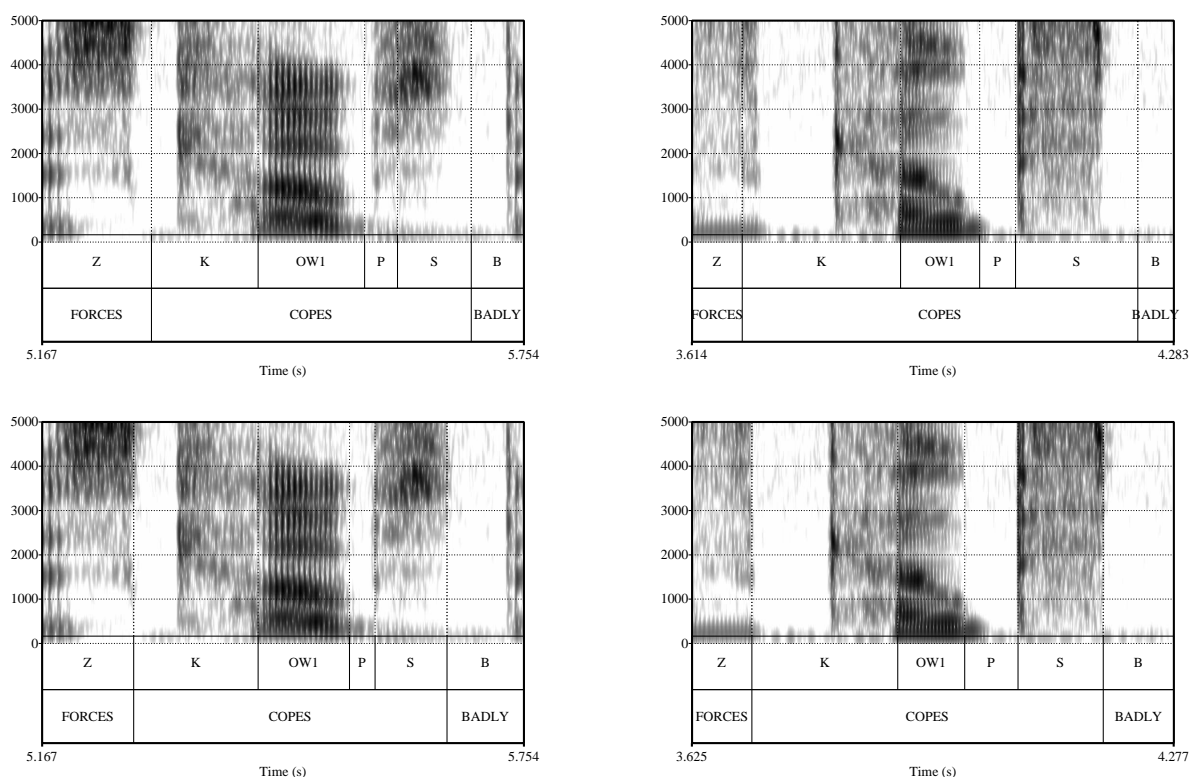 5000
4000
3000
2000
1000
0
Z K OW1 P S B
FORCES COPES BADLY
5.167 5.754
Time (s)
5000
4000
3000
2000
1000
0
Z K OW1 P S B
FORCES COPES BADLY
3.614 4.283
Time (s)
5000
4000
3000
2000
1000
0
Z K OW1 P S B
FORCES COPES BADLY
5.167 5.754
Time (s)
5000
4000
3000
2000
1000
0
Z K OW1 P S B
FORCES COPES BADLY
3.625 4.277
Time (s)